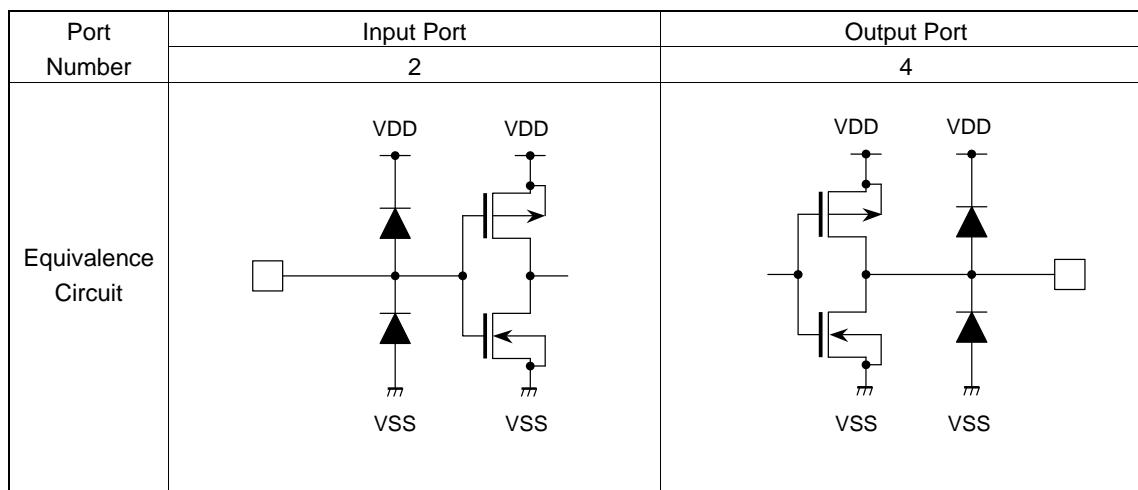 Port Number
Input Port
Output Port
2
4
Equivalence
Circuit
VDD
VDD
VSS
VSS
VDD
VDD
VSS
VSS